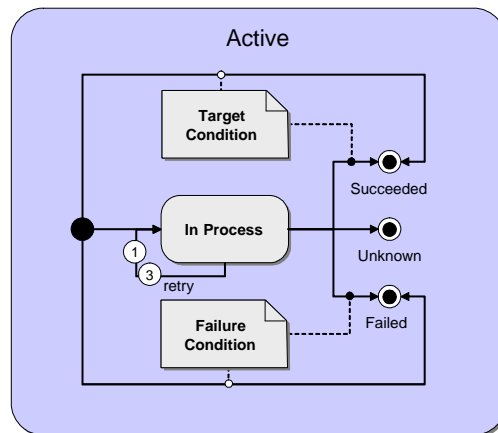 Active
Target
Condition
Succeeded
In Process
Unknown
1
3
retry
Failure
Condition
Failed